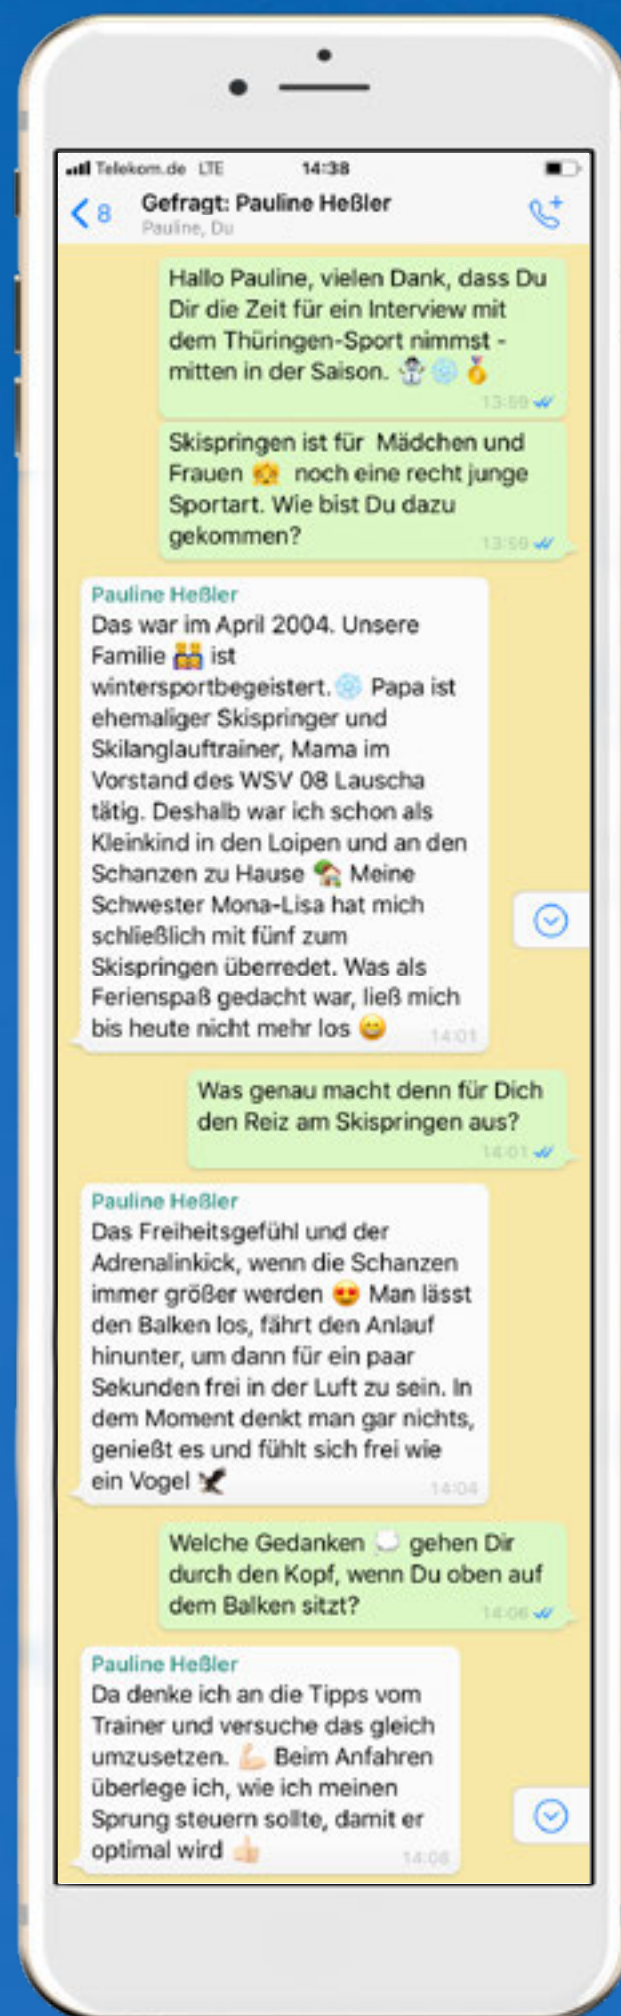 Telekom.de LTE 14:38
8 Gefragt: Pauline Heßler
Pauline, Du
Hallo Pauline, vielen Dank, dass Du
Dir die Zeit für ein Interview mit
dem Thüringen-Sport nimmst -
mitten in der Saison. ☃️ ❄️ 🏅
13:59
Skispringen ist für Mädchen und
Frauen 👧 noch eine recht junge
Sportart. Wie bist Du dazu
gekommen?
13:59
Pauline Heßler
Das war im April 2004. Unsere
Familie 👪 ist
wintersportbegeistert. ❄️ Papa ist
ehemaliger Skispringer und
Skilanglauftrainer, Mama im
Vorstand des WSV 08 Lauscha
tätig. Deshalb war ich schon als
Kleinkind in den Loipen und an den
Schanzen zu Hause 🏡 Meine
Schwester Mona-Lisa hat mich
schließlich mit fünf zum
Skispringen überredet. Was als
Ferienspaß gedacht war, ließ mich
bis heute nicht mehr los 😄
14:01
Was genau macht denn für Dich
den Reiz am Skispringen aus?
14:01
Pauline Heßler
Das Freiheitsgefühl und der
Adrenalinkick, wenn die Schanzen
immer größer werden 😍 Man lässt
den Balken los, fährt den Anlauf
hinunter, um dann für ein paar
Sekunden frei in der Luft zu sein. In
dem Moment denkt man gar nichts,
genießt es und fühlt sich frei wie
ein Vogel 🦅
14:04
Welche Gedanken 💭 gehen Dir
durch den Kopf, wenn Du oben auf
dem Balken sitzt?
14:06
Pauline Heßler
Da denke ich an die Tipps vom
Trainer und versuche das gleich
umzusetzen. 💪🏻 Beim Anfahren
überlege ich, wie ich meinen
Sprung steuern sollte, damit er
optimal wird 👍🏻
14:08